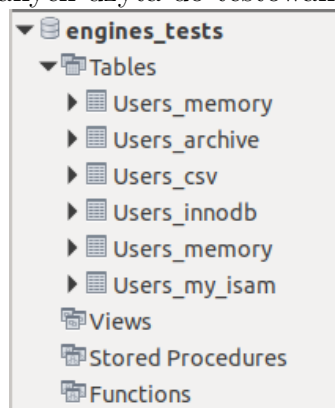 engines_tests
Tables
Users_memory
Users_archive
Users_csv
Users_innodb
Users_memory
Users_my_isam
Views
Stored Procedures
Functions